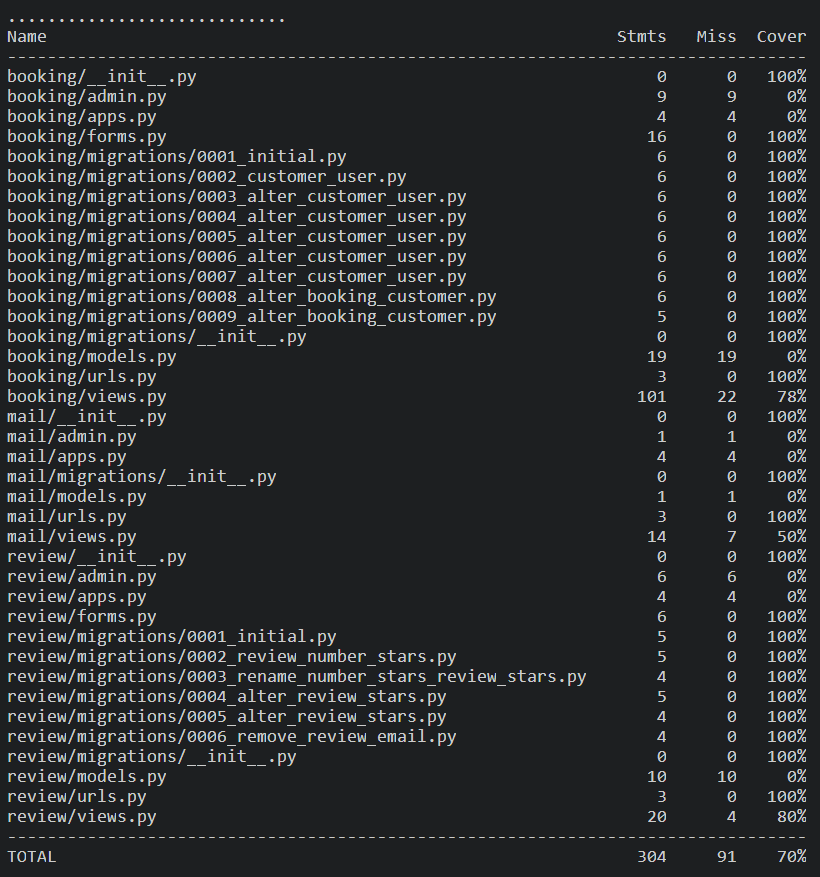 ............................
Name Stmts Miss Cover
--------------------------------------------------------------------------------
booking/__init__.py 0 0 100%
booking/admin.py 9 9 0%
booking/apps.py 4 4 0%
booking/forms.py 16 0 100%
booking/migrations/0001_initial.py 6 0 100%
booking/migrations/0002_customer_user.py 6 0 100%
booking/migrations/0003_alter_customer_user.py 6 0 100%
booking/migrations/0004_alter_customer_user.py 6 0 100%
booking/migrations/0005_alter_customer_user.py 6 0 100%
booking/migrations/0006_alter_customer_user.py 6 0 100%
booking/migrations/0007_alter_customer_user.py 6 0 100%
booking/migrations/0008_alter_booking_customer.py 6 0 100%
booking/migrations/0009_alter_booking_customer.py 5 0 100%
booking/migrations/__init__.py 0 0 100%
booking/models.py 19 19 0%
booking/urls.py 3 0 100%
booking/views.py 101 22 78%
mail/__init__.py 0 0 100%
mail/admin.py 1 1 0%
mail/apps.py 4 4 0%
mail/migrations/__init__.py 0 0 100%
mail/models.py 1 1 0%
mail/urls.py 3 0 100%
mail/views.py 14 7 50%
review/__init__.py 0 0 100%
review/admin.py 6 6 0%
review/apps.py 4 4 0%
review/forms.py 6 0 100%
review/migrations/0001_initial.py 5 0 100%
review/migrations/0002_review_number_stars.py 5 0 100%
review/migrations/0003_rename_number_stars_review_stars.py 4 0 100%
review/migrations/0004_alter_review_stars.py 5 0 100%
review/migrations/0005_alter_review_stars.py 4 0 100%
review/migrations/0006_remove_review_email.py 4 0 100%
review/migrations/__init__.py 0 0 100%
review/models.py 10 10 0%
review/urls.py 3 0 100%
review/views.py 20 4 80%
--------------------------------------------------------------------------------
TOTAL 304 91 70%